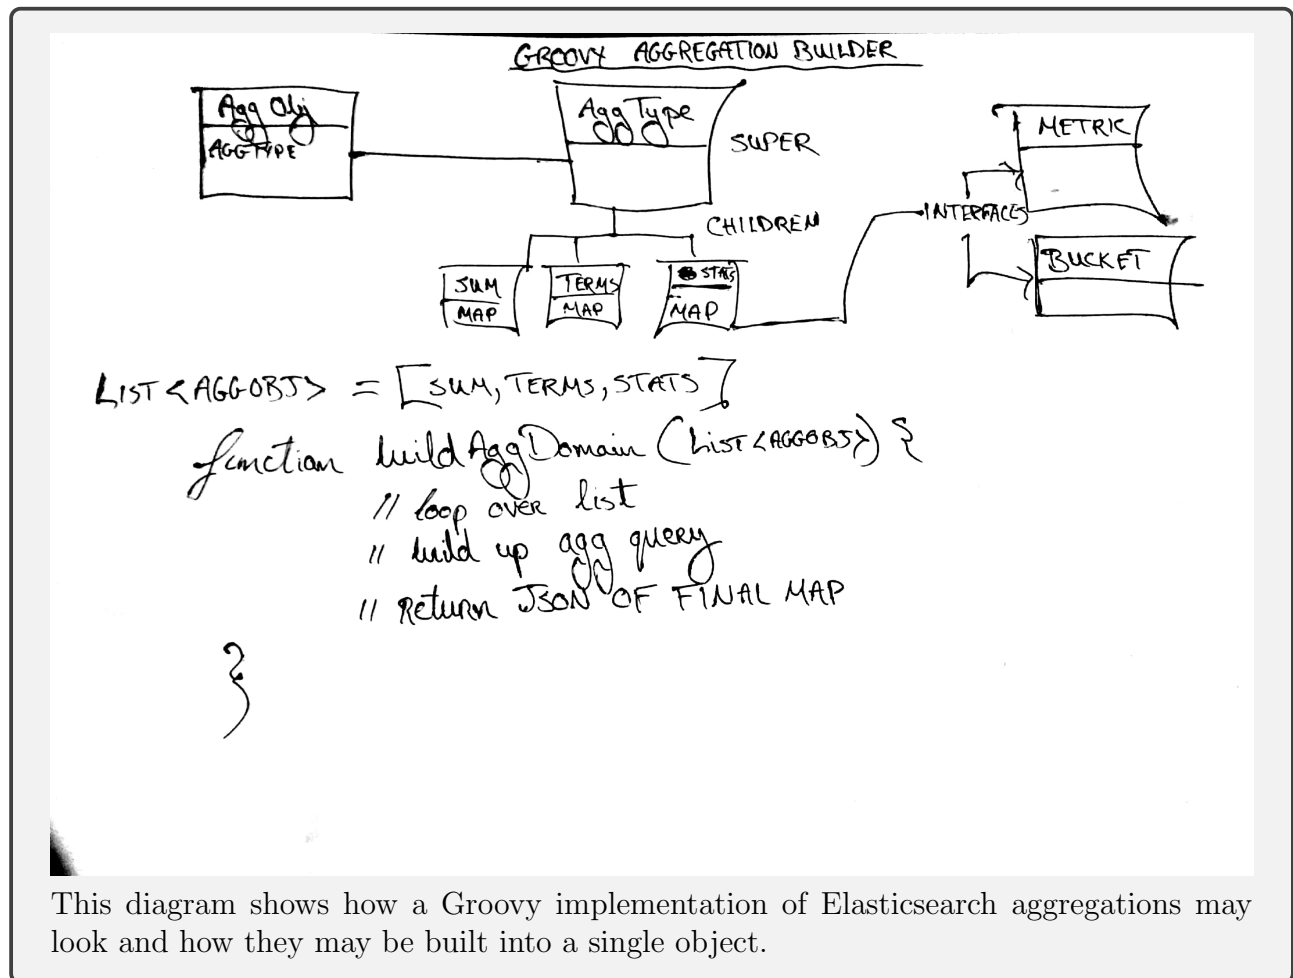 GROOVY AGGREGATION BUILDER
Agg Obj
AGGTYPE
Agg Type
SUPER
METRIC
INTERFACES
BUCKET
CHILDREN
SUM
MAP
TERMS
MAP
STATS
MAP
LIST<AGGOBJ> = [SUM, TERMS, STATS]
function buildAggDomain (List<AGGOBJ>) {
// loop over list
// build up agg query
// Return JSON OF FINAL MAP
}
This diagram shows how a Groovy implementation of Elasticsearch aggregations may
look and how they may be built into a single object.